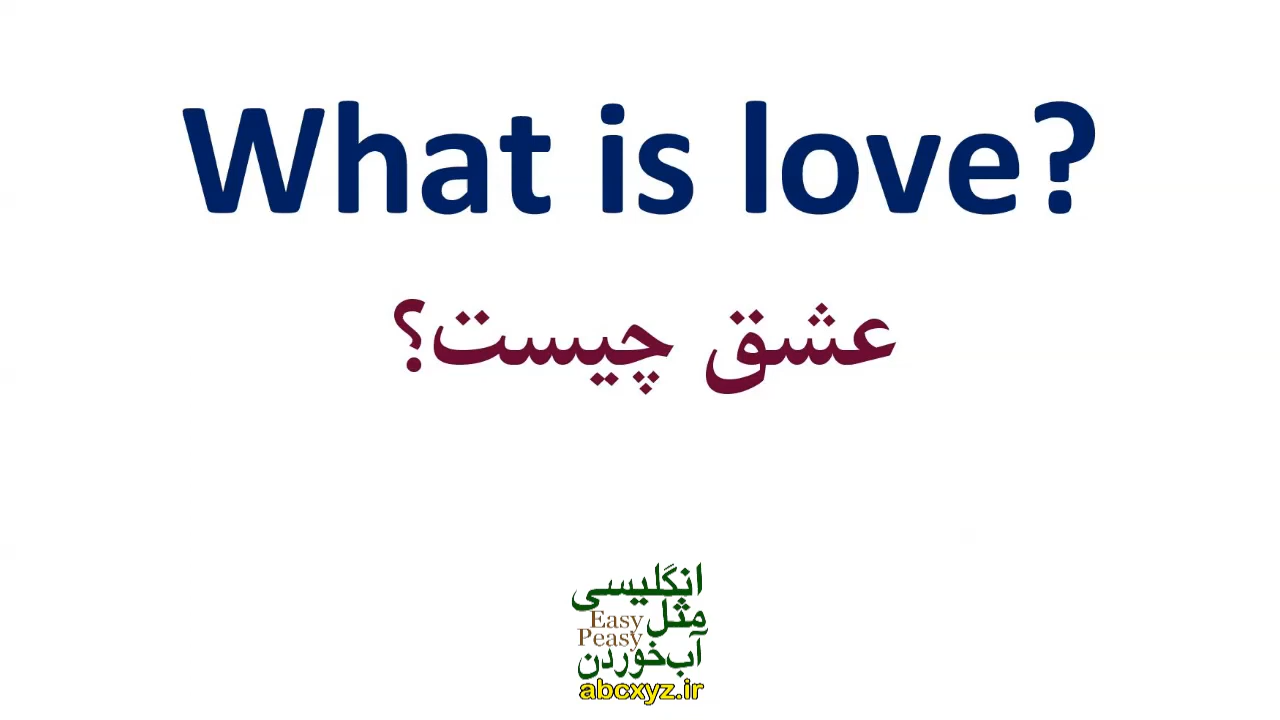 What is love?
عشق چیست؟
انگلیسی
مثل
Easy
Peasy
آب‌خوردن
abcxyz.ir